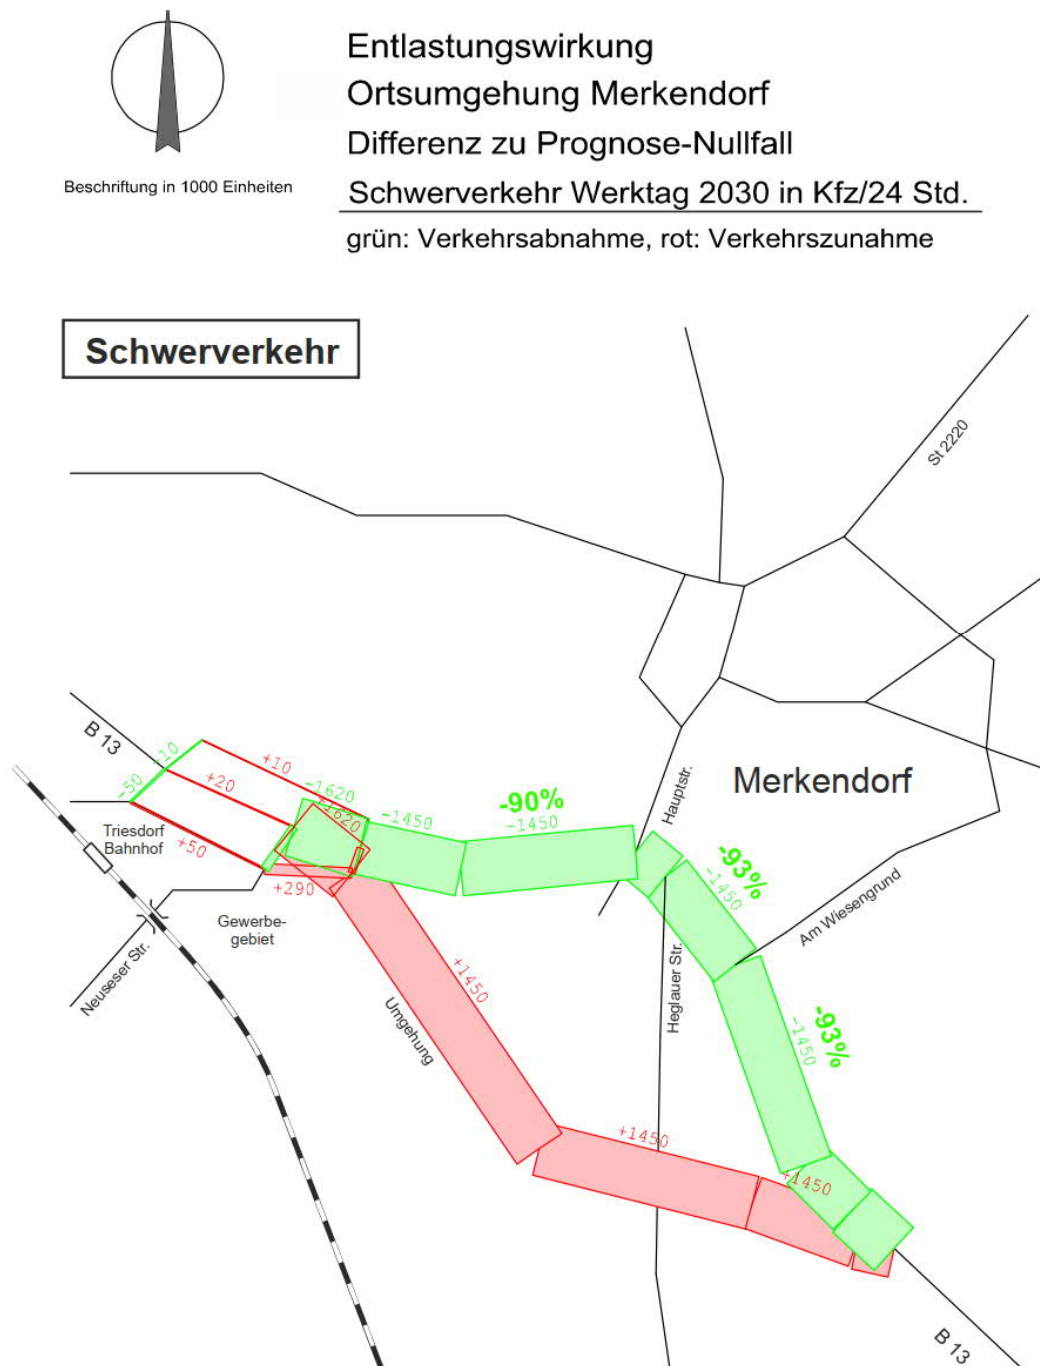 Entlastungswirkung
Ortsumgehung Merkendorf
Differenz zu Prognose-Nullfall
Beschriftung in 1000 Einheiten
Schwerverkehr Werktag 2030 in Kfz/24 Std.
grün: Verkehrsabnahme, rot: Verkehrszunahme
Schwerverkehr
St 2220
B 13
-10
+10
-50
+20
-1620
+1620
-1450
-90%
-1450
Hauptstr.
Merkendorf
Triesdorf
Bahnhof
+50
+290
-93%
-1450
Am Wiesengrund
Gewerbe-
gebiet
Neuseser Str.
+1450
Umgehung
Heglauer Str.
-93%
-1450
+1450
+1450
B 13